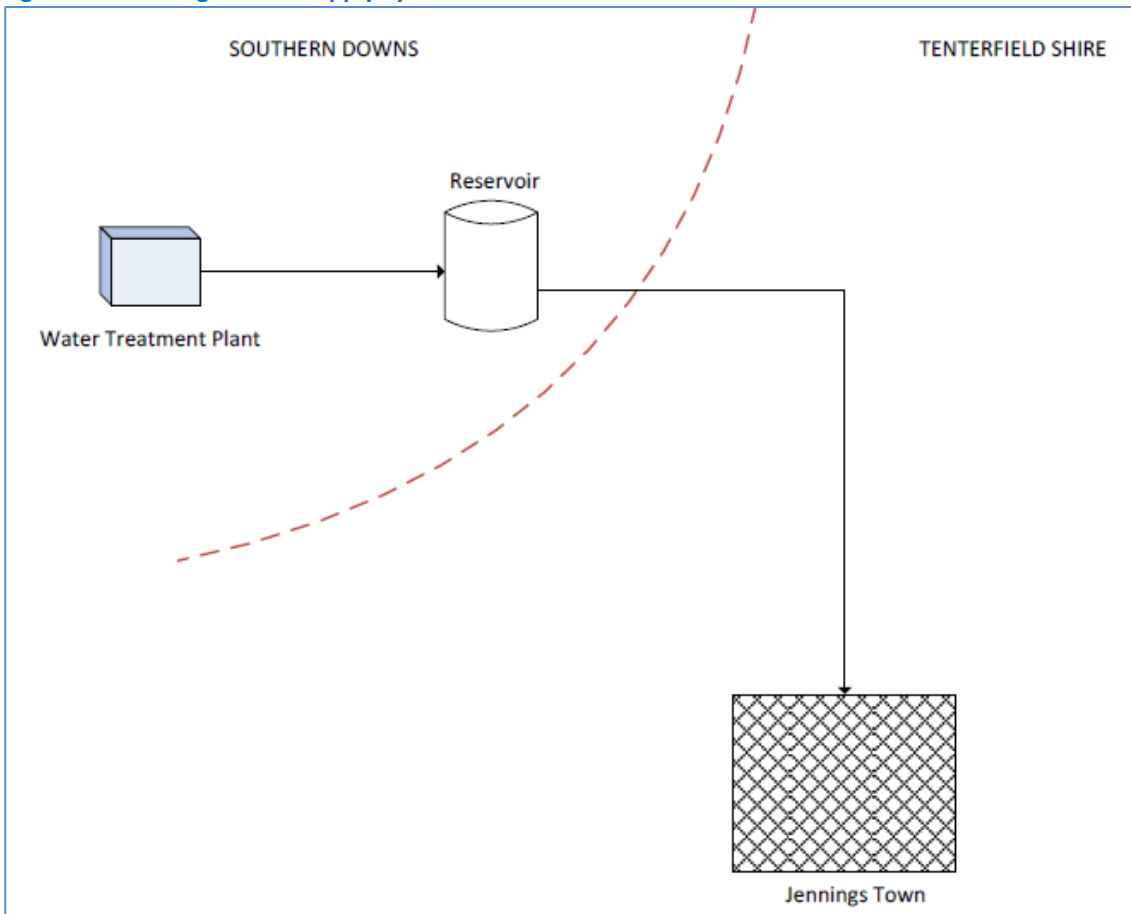 SOUTHERN DOWNS
TENTERFIELD SHIRE
Reservoir
Water Treatment Plant
Jennings Town